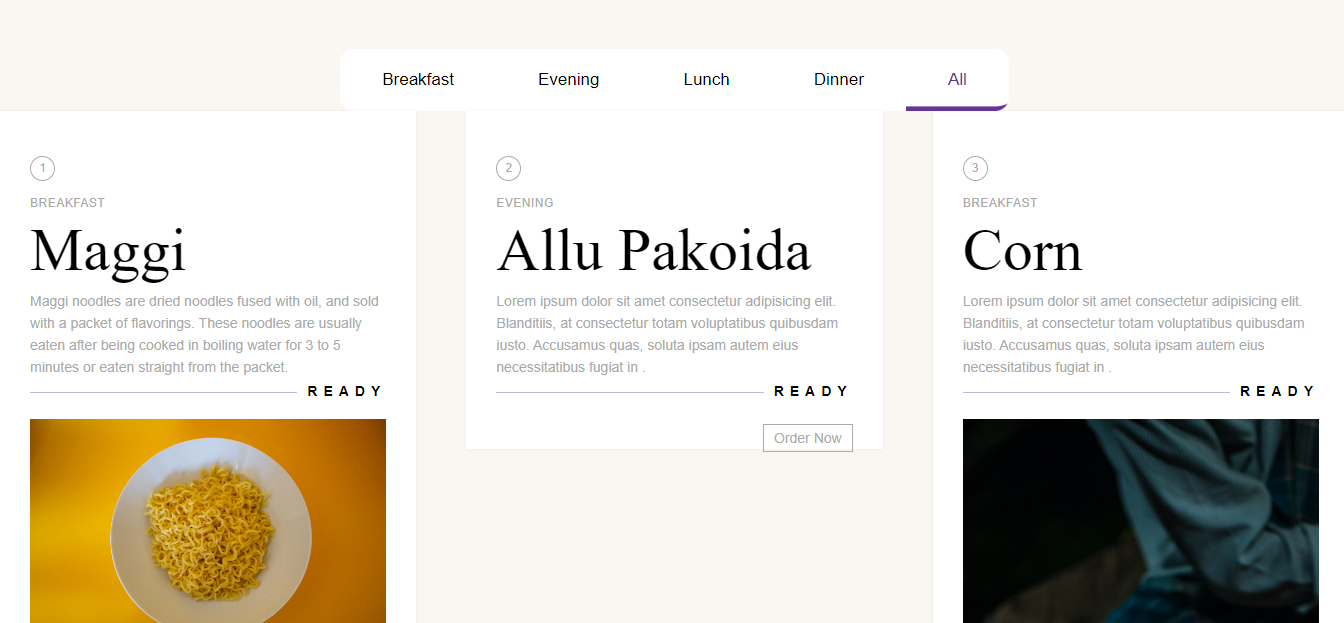 Breakfast Evening Lunch Dinner All
1
BREAKFAST
Maggi
Maggi noodles are dried noodles fused with oil, and sold
with a packet of flavorings. These noodles are usually
eaten after being cooked in boiling water for 3 to 5
minutes or eaten straight from the packet.
READY
2
EVENING
Allu Pakoida
Lorem ipsum dolor sit amet consectetur adipisicing elit.
Blanditiis, at consectetur totam voluptatibus quibusdam
iusto. Accusamus quas, soluta ipsam autem eius
necessitatibus fugiat in .
READY
Order Now
3
BREAKFAST
Corn
Lorem ipsum dolor sit amet consectetur adipisicing elit.
Blanditiis, at consectetur totam voluptatibus quibusdam
iusto. Accusamus quas, soluta ipsam autem eius
necessitatibus fugiat in .
READY